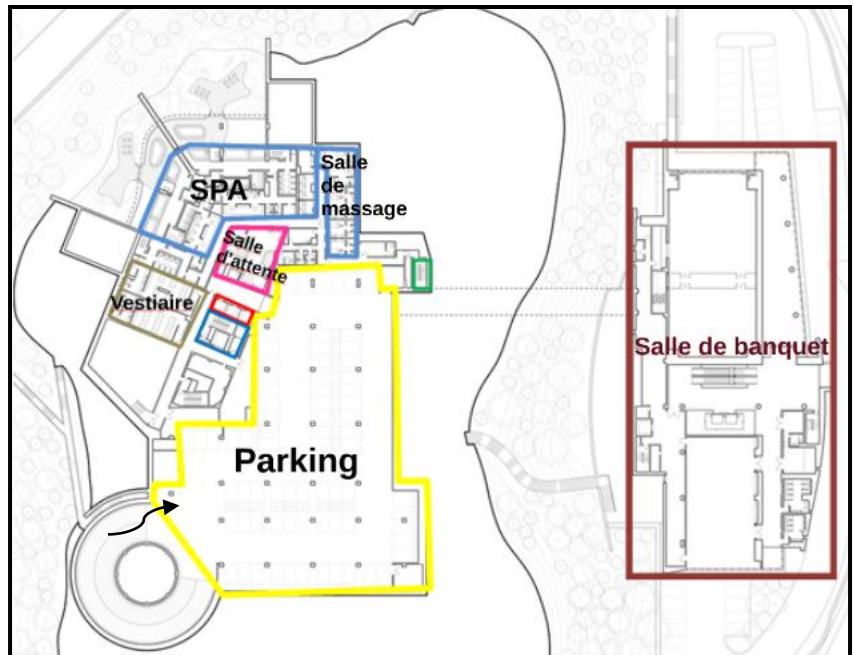 SPA
Salle
de
massage
Salle
d'attente
Vestiaire
Salle de banquet
Parking